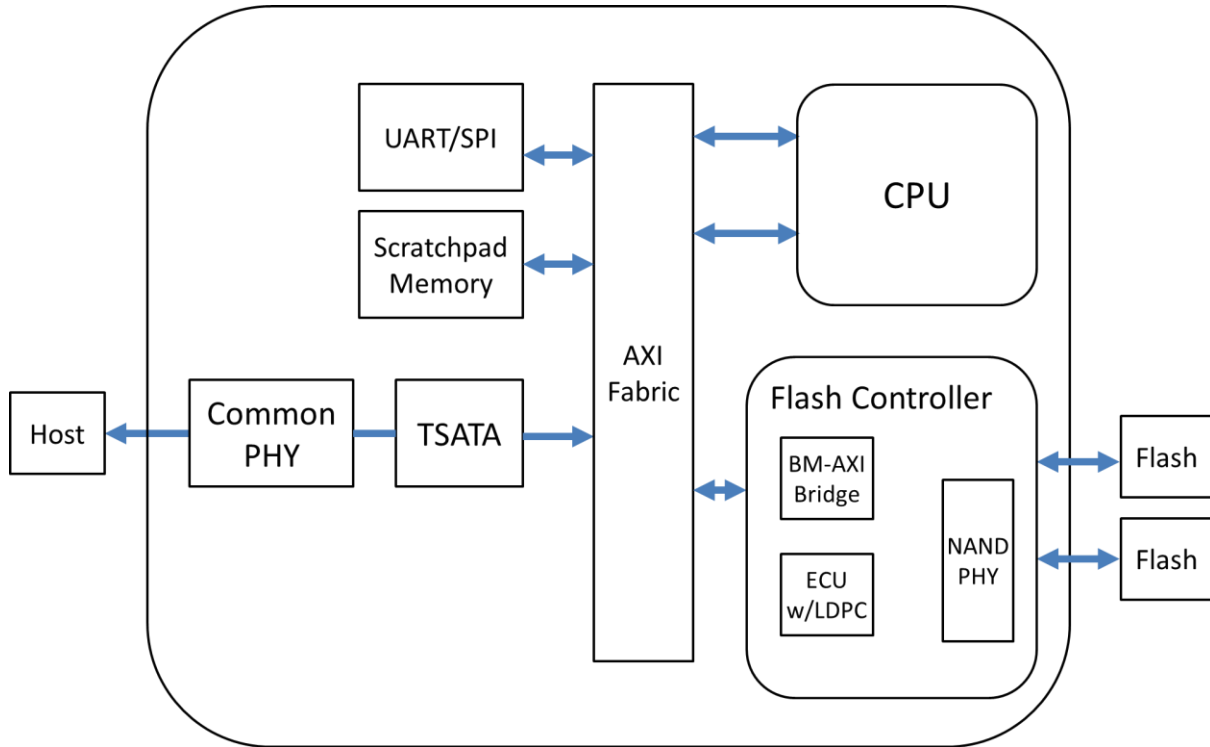 UART/SPI
Scratchpad
Memory
AXI
Fabric
CPU
Host
Common
PHY
TSATA
Flash Controller
BM-AXI
Bridge
ECU
w/LDPC
NAND
PHY
Flash
Flash